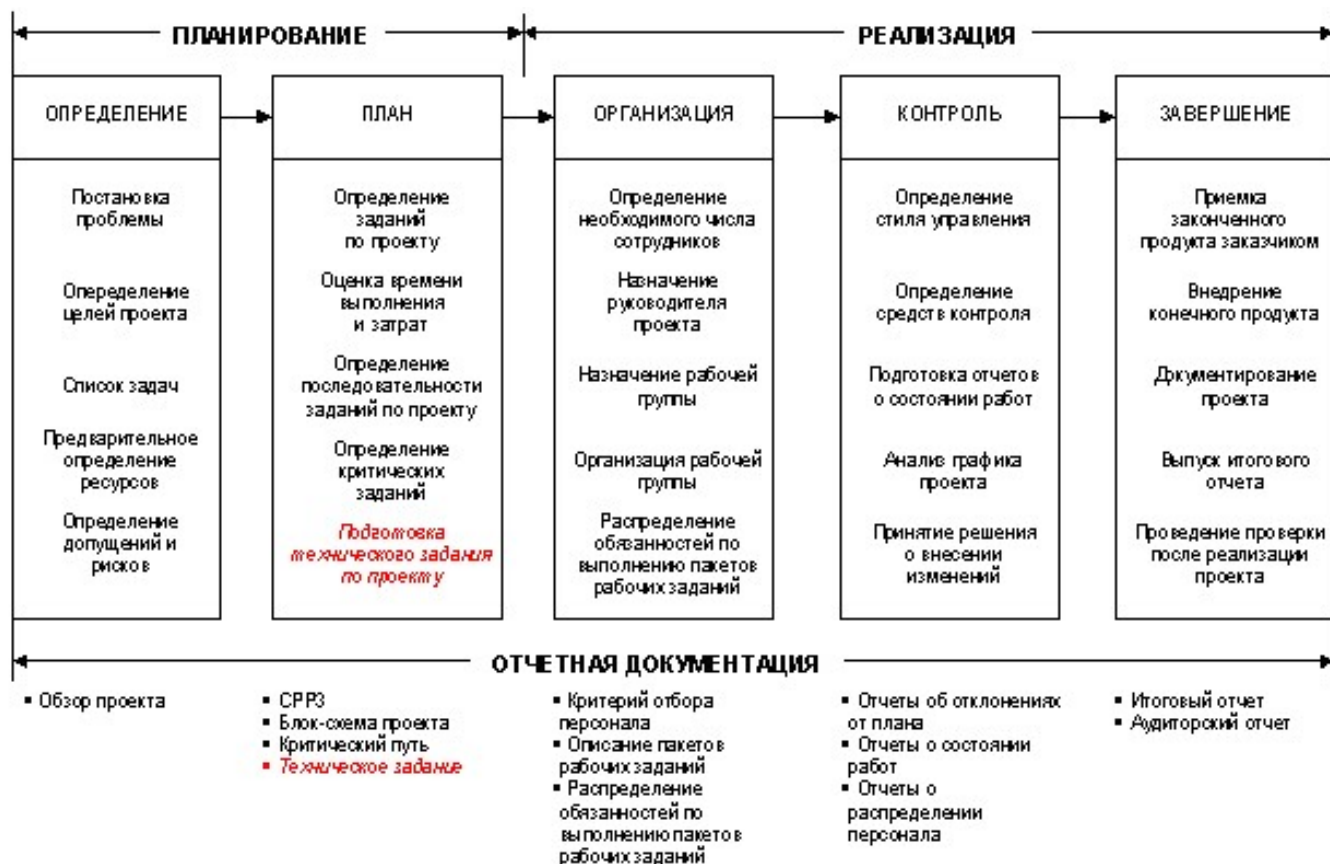 ПЛАНИРОВАНИЕ
РЕАЛИЗАЦИЯ
ОПРЕДЕЛЕНИЕ
Постановка
проблемы
Опеределение
целей проекта
Список задач
Предварительное
определение
ресурсов
Определение
допущений и
рисков
ПЛАН
Определение
заданий
по проекту
Оценка времени
выполнения
и затрат
Определение
последовательности
заданий по проекту
Определение
критических
заданий
Подготовка
технического задания
по проекту
ОРГАНИЗАЦИЯ
Определение
необходимого числа
сотрудников
Назначение
руководителя
проекта
Назначение рабочей
группы
Организация рабочей
группы
Распределение
обязанностей по
выполнению пакетов
рабочих заданий
КОНТРОЛЬ
Определение
стиля управления
Определение
средств контроля
Подготовка отчетов
о состоянии работ
Анализ графика
проекта
Принятие решения
о внесении
изменений
ЗАВЕРШЕНИЕ
Приемка
законченного
продукта заказчиком
Внедрение
конечного продукта
Документирование
проекта
Выпуск итогового
отчета
Проведение проверки
после реализации
проекта
ОТЧЕТНАЯ ДОКУМЕНТАЦИЯ
▪ Обзор проекта
▪ СРРЗ
▪ Блок-схема проекта
▪ Критический путь
▪ Техническое задание
▪ Критерий отбора
персонала
▪ Описание пакетов
рабочих заданий
▪ Распределение
обязанностей по
выполнению пакетов
рабочих заданий
▪ Отчеты об отклонениях
от плана
▪ Отчеты о состоянии
работ
▪ Отчеты о
распределении
персонала
▪ Итоговый отчет
▪ Аудиторский отчет